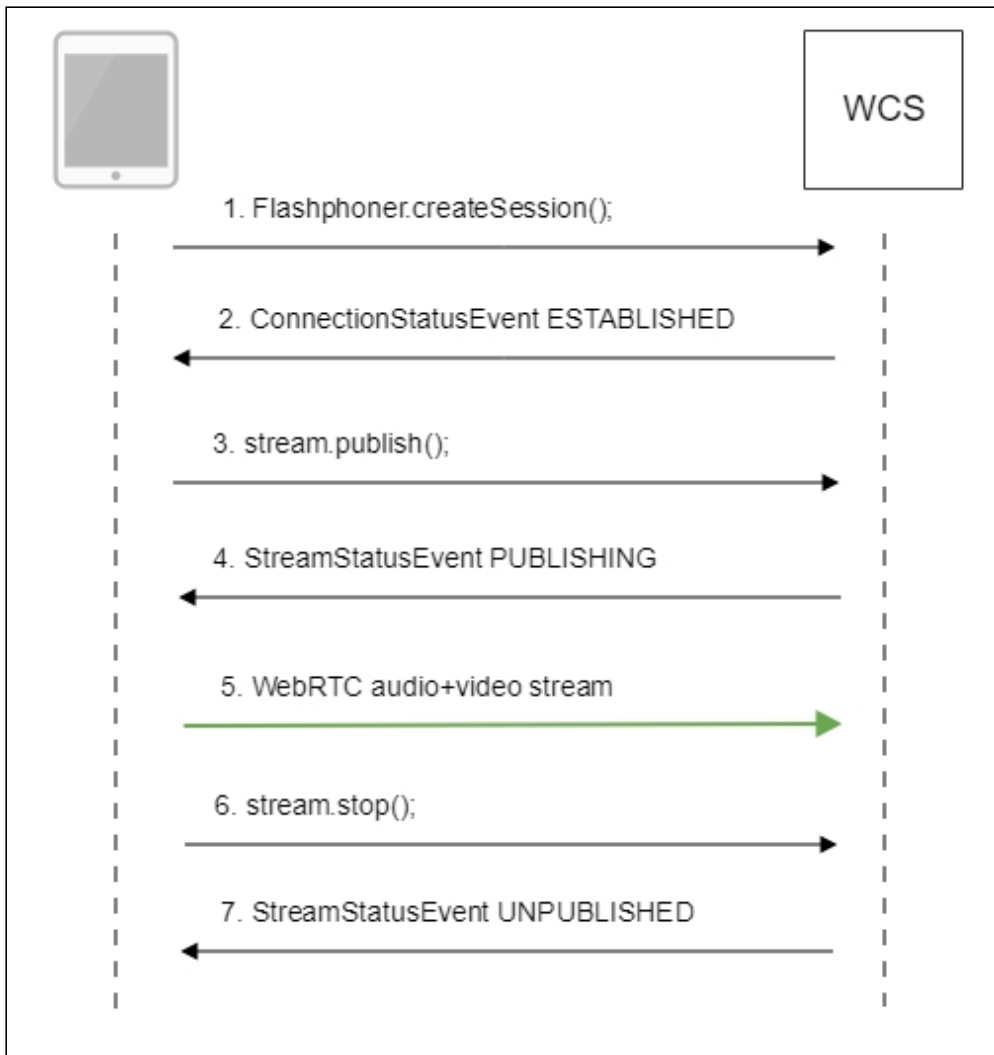 WCS
1. Flashphoner.createSession();
2. ConnectionStatusEvent ESTABLISHED
3. stream.publish();
4. StreamStatusEvent PUBLISHING
5. WebRTC audio+video stream
6. stream.stop();
7. StreamStatusEvent UNPUBLISHED